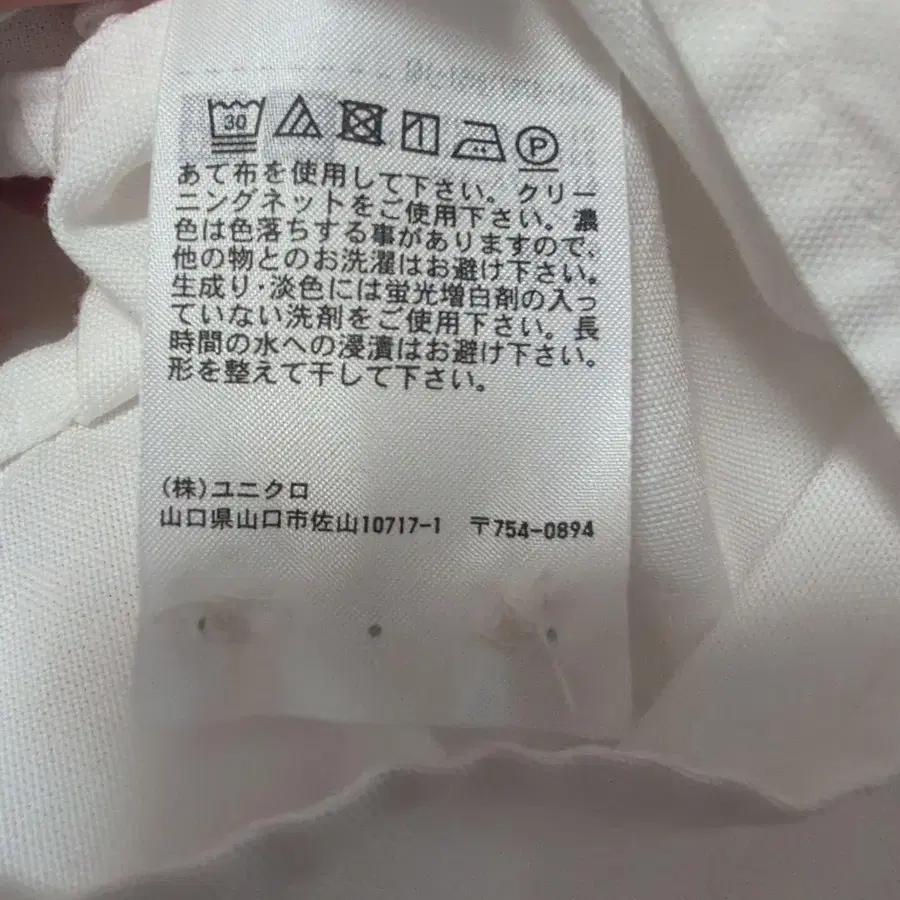 30 P
あて布を使用して下さい。クリー
ニングネットをご使用下さい。濃
色は色落ちする事がありますので、
他の物とのお洗濯はお避け下さい。
生成り・淡色には蛍光増白剤の入っ
ていない洗剤をご使用下さい。長
時間の水への浸漬はお避け下さい。
形を整えて干して下さい。
(株)ユニクロ
山口県山口市佐山10717-1 〒754-0894